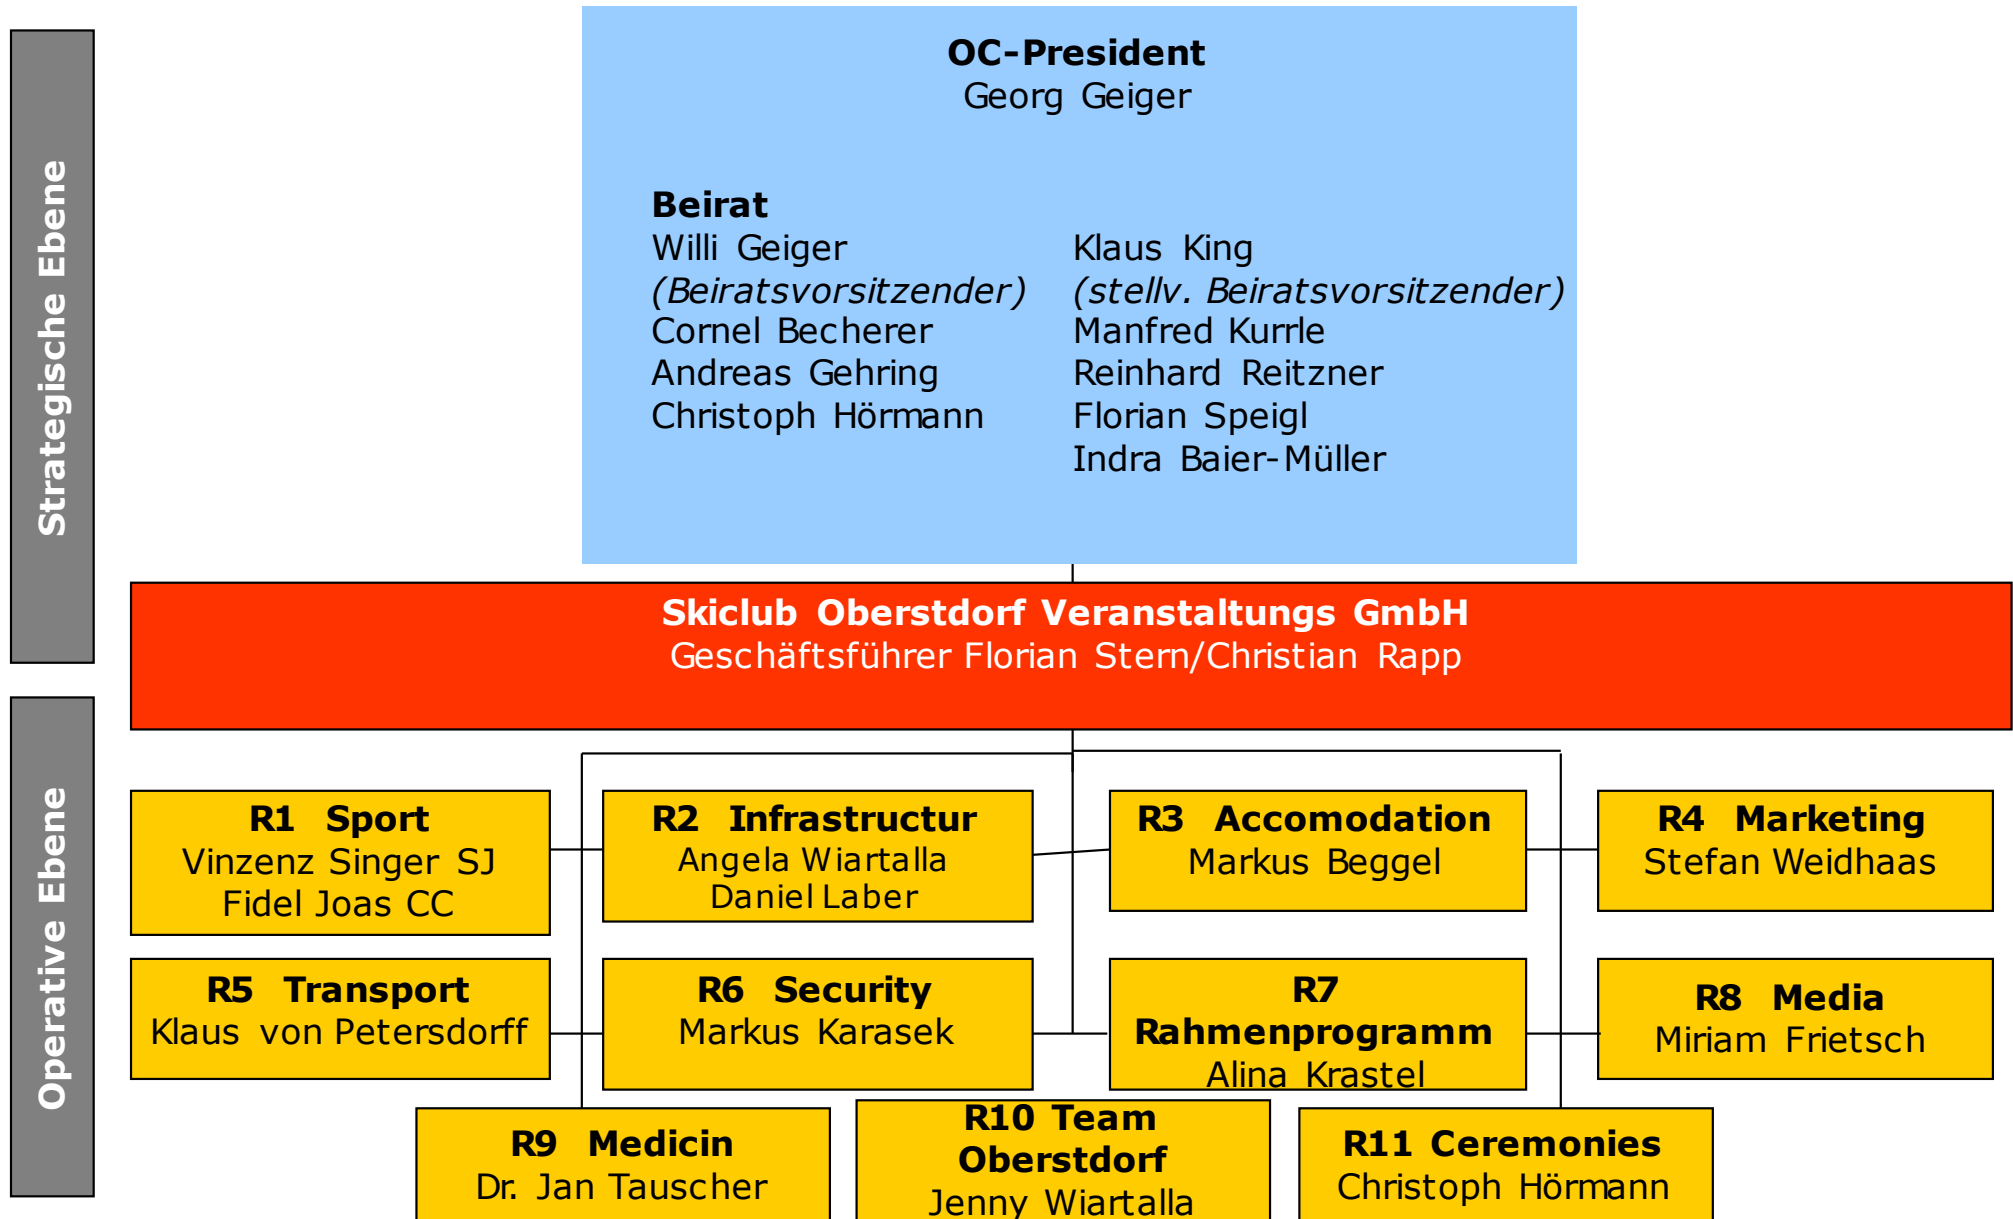 Strategische Ebene
OC-President
Georg Geiger
Beirat
Willi Geiger
(Beiratsvorsitzender)
Cornel Becherer
Andreas Gehring
Christoph Hörmann
Klaus King
(stellv. Beiratsvorsitzender)
Manfred Kurrle
Reinhard Reitzner
Florian Speigl
Indra Baier-Müller
Skiclub Oberstdorf Veranstaltungs GmbH
Geschäftsführer Florian Stern/Christian Rapp
Operative Ebene
R1 Sport
Vinzenz Singer SJ
Fidel Joas CC
R2 Infrastructur
Angela Wiartalla
Daniel Laber
R3 Accomodation
Markus Beggel
R4 Marketing
Stefan Weidhaas
R5 Transport
Klaus von Petersdorff
R6 Security
Markus Karasek
R7
Rahmenprogramm
Alina Krastel
R8 Media
Miriam Frietsch
R9 Medicin
Dr. Jan Tauscher
R10 Team
Oberstdorf
Jenny Wiartalla
R11 Ceremonies
Christoph Hörmann